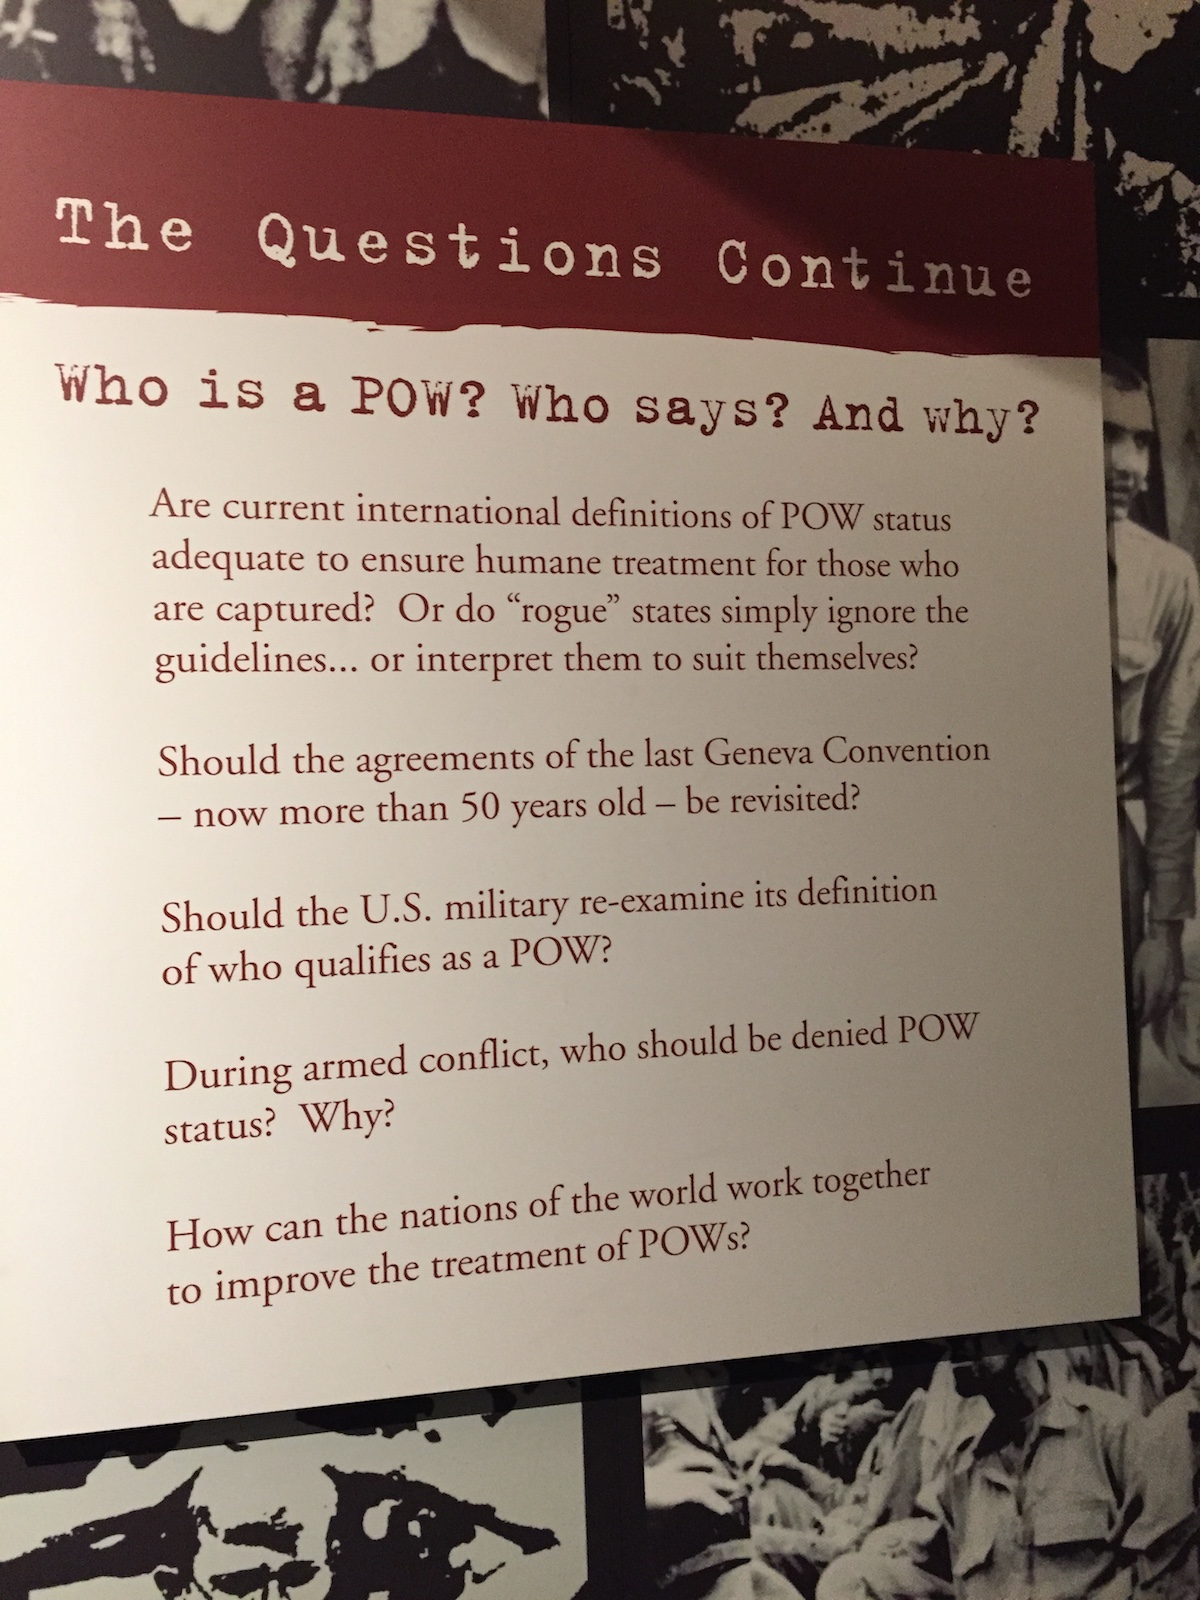 The Questions Continue
Who is a POW? Who says? And why?
Are current international definitions of POW status
adequate to ensure humane treatment for those who
are captured?  Or do “rogue” states simply ignore the
guidelines... or interpret them to suit themselves?
Should the agreements of the last Geneva Convention
– now more than 50 years old – be revisited?
Should the U.S. military re-examine its definition
of who qualifies as a POW?
During armed conflict, who should be denied POW
status?  Why?
How can the nations of the world work together
to improve the treatment of POWs?